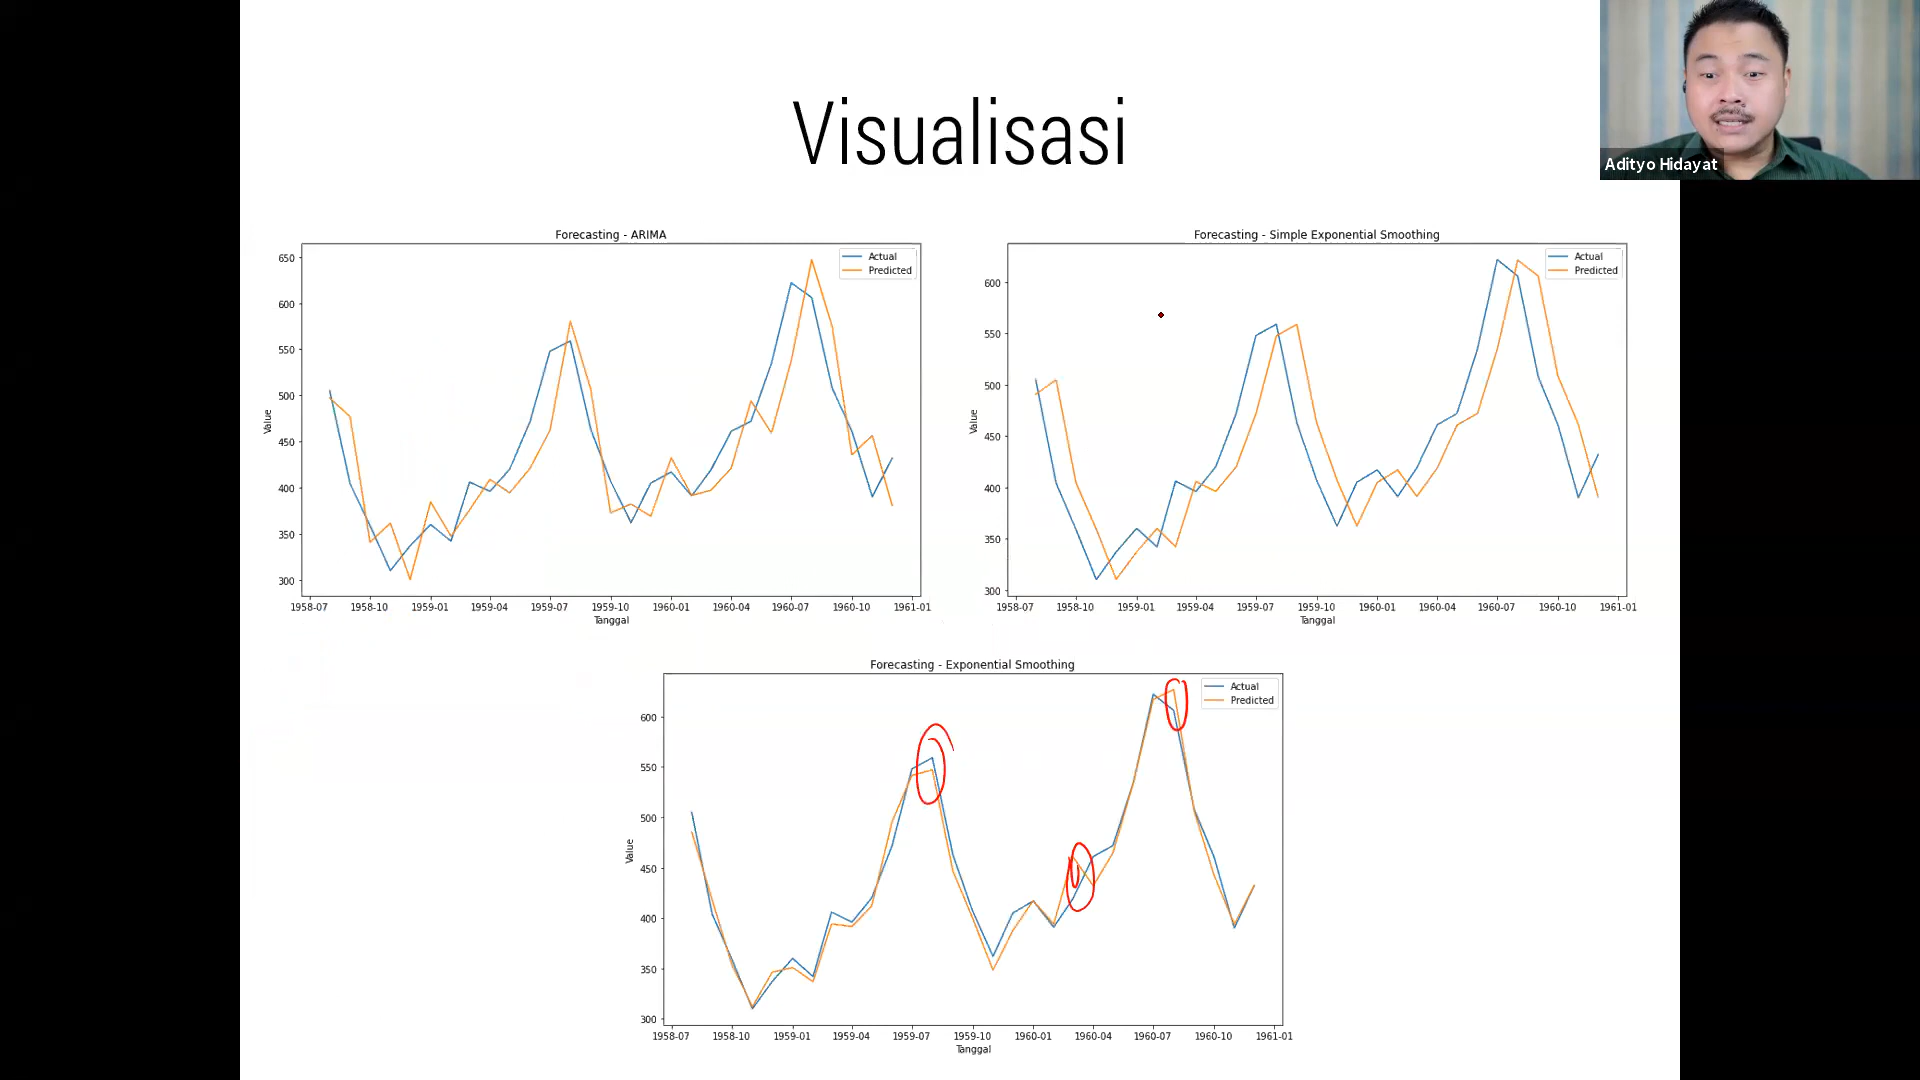 Visualisasi
Adityo Hidayat
Forecasting - ARIMA
Actual
Predicted
650
600
550
500
450
400
350
300
Value
1958-07 1958-10 1959-01 1959-04 1959-07 1959-10 1960-01 1960-04 1960-07 1960-10 1961-01
Tanggal
Forecasting - Simple Exponential Smoothing
Actual
Predicted
600
550
500
450
400
350
300
Value
1958-07 1958-10 1959-01 1959-04 1959-07 1959-10 1960-01 1960-04 1960-07 1960-10 1961-01
Tanggal
Forecasting - Exponential Smoothing
Actual
Predicted
600
550
500
450
400
350
300
Value
1958-07 1958-10 1959-01 1959-04 1959-07 1959-10 1960-01 1960-04 1960-07 1960-10 1961-01
Tanggal